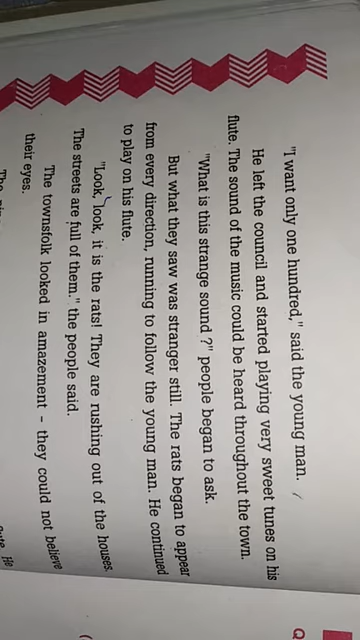 "I want only one hundred," said the young man.
He left the council and started playing very sweet tunes on his
flute. The sound of the music could be heard throughout the town.
"What is this strange sound ?" people began to ask.
But what they saw was stranger still. The rats began to appear
from every direction, running to follow the young man. He continued
to play on his flute.
"Look, look, it is the rats! They are rushing out of the houses.
The streets are full of them." the people said.
The townsfolk looked in amazement – they could not believe
their eyes.
The
He
Q